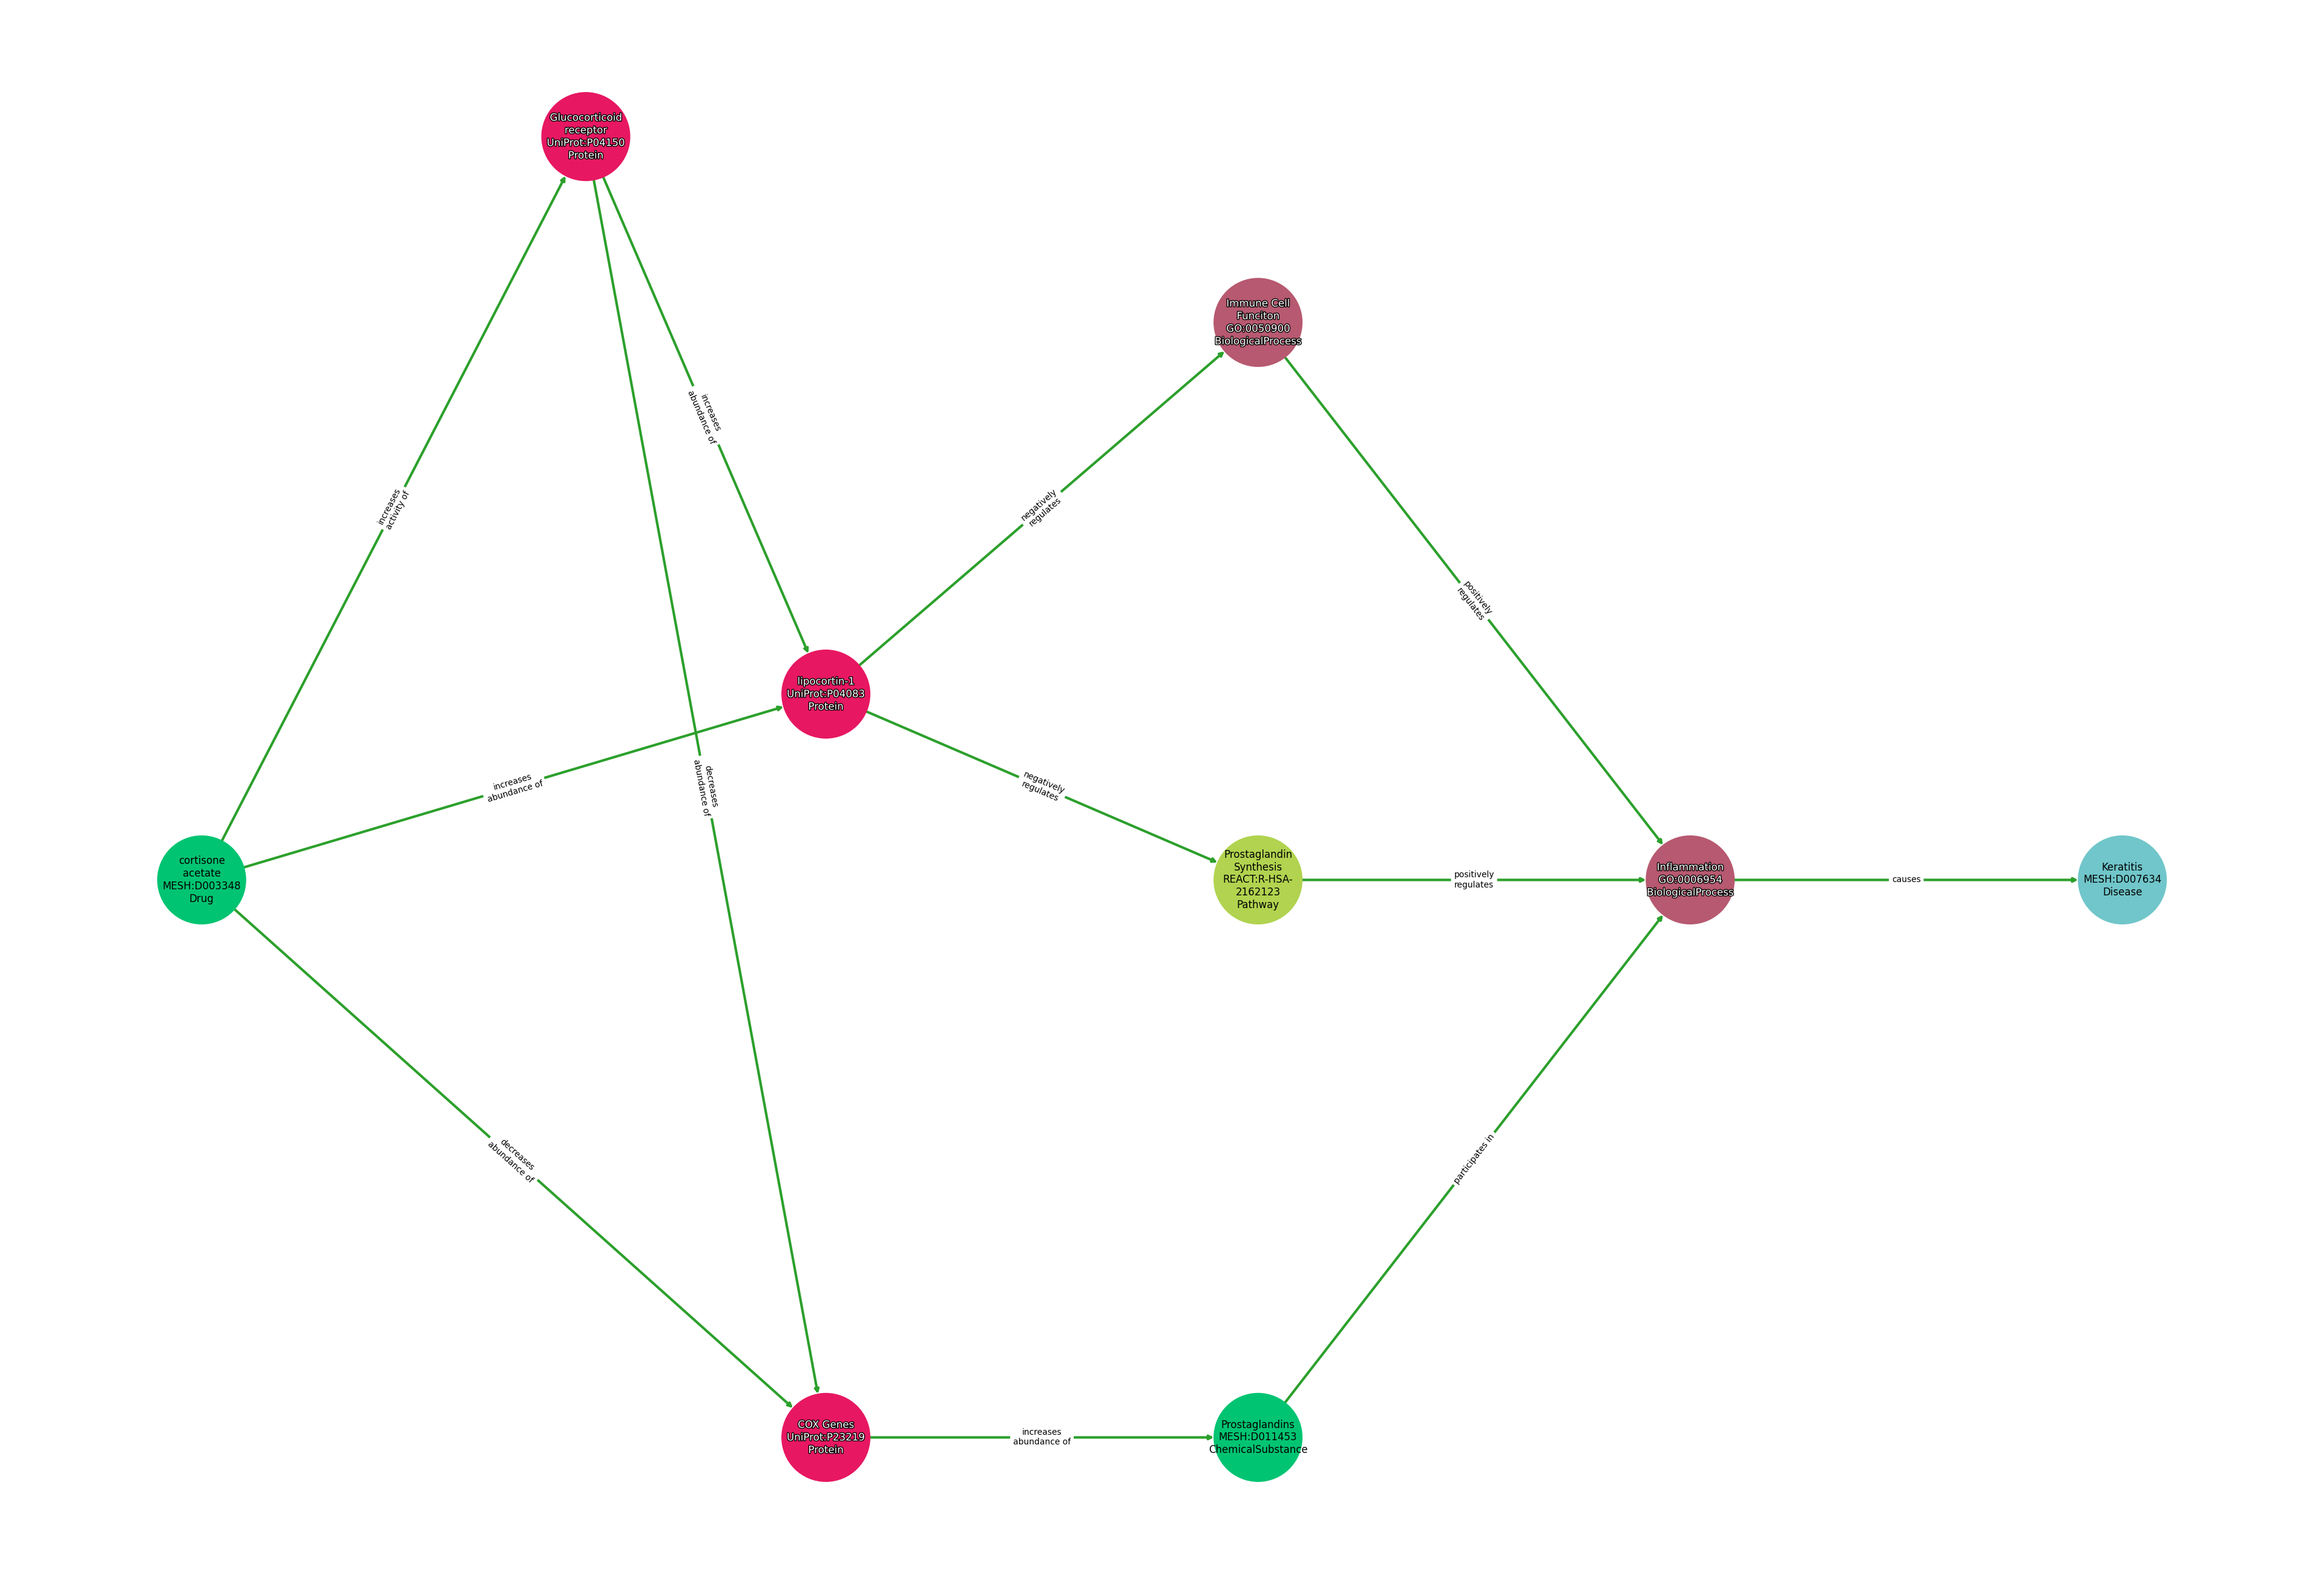 Glucocorticoid
receptor
UniProt:P04150
Protein
Immune Cell
Funciton
GO:0050900
BiologicalProcess
increases
abundance of
increases
activity of
negatively
regulates
positively
regulates
lipocortin-1
UniProt:P04083
Protein
increases
abundance of
decreases
abundance of
negatively
regulates
cortisone
acetate
MESH:D003348
Drug
Prostaglandin
Synthesis
REACT:R-HSA-
2162123
Pathway
positively
regulates
Inflammation
GO:0006954
BiologicalProcess
causes
Keratitis
MESH:D007634
Disease
decreases
abundance of
participates in
COX Genes
UniProt:P23219
Protein
increases
abundance of
Prostaglandins
MESH:D011453
ChemicalSubstance